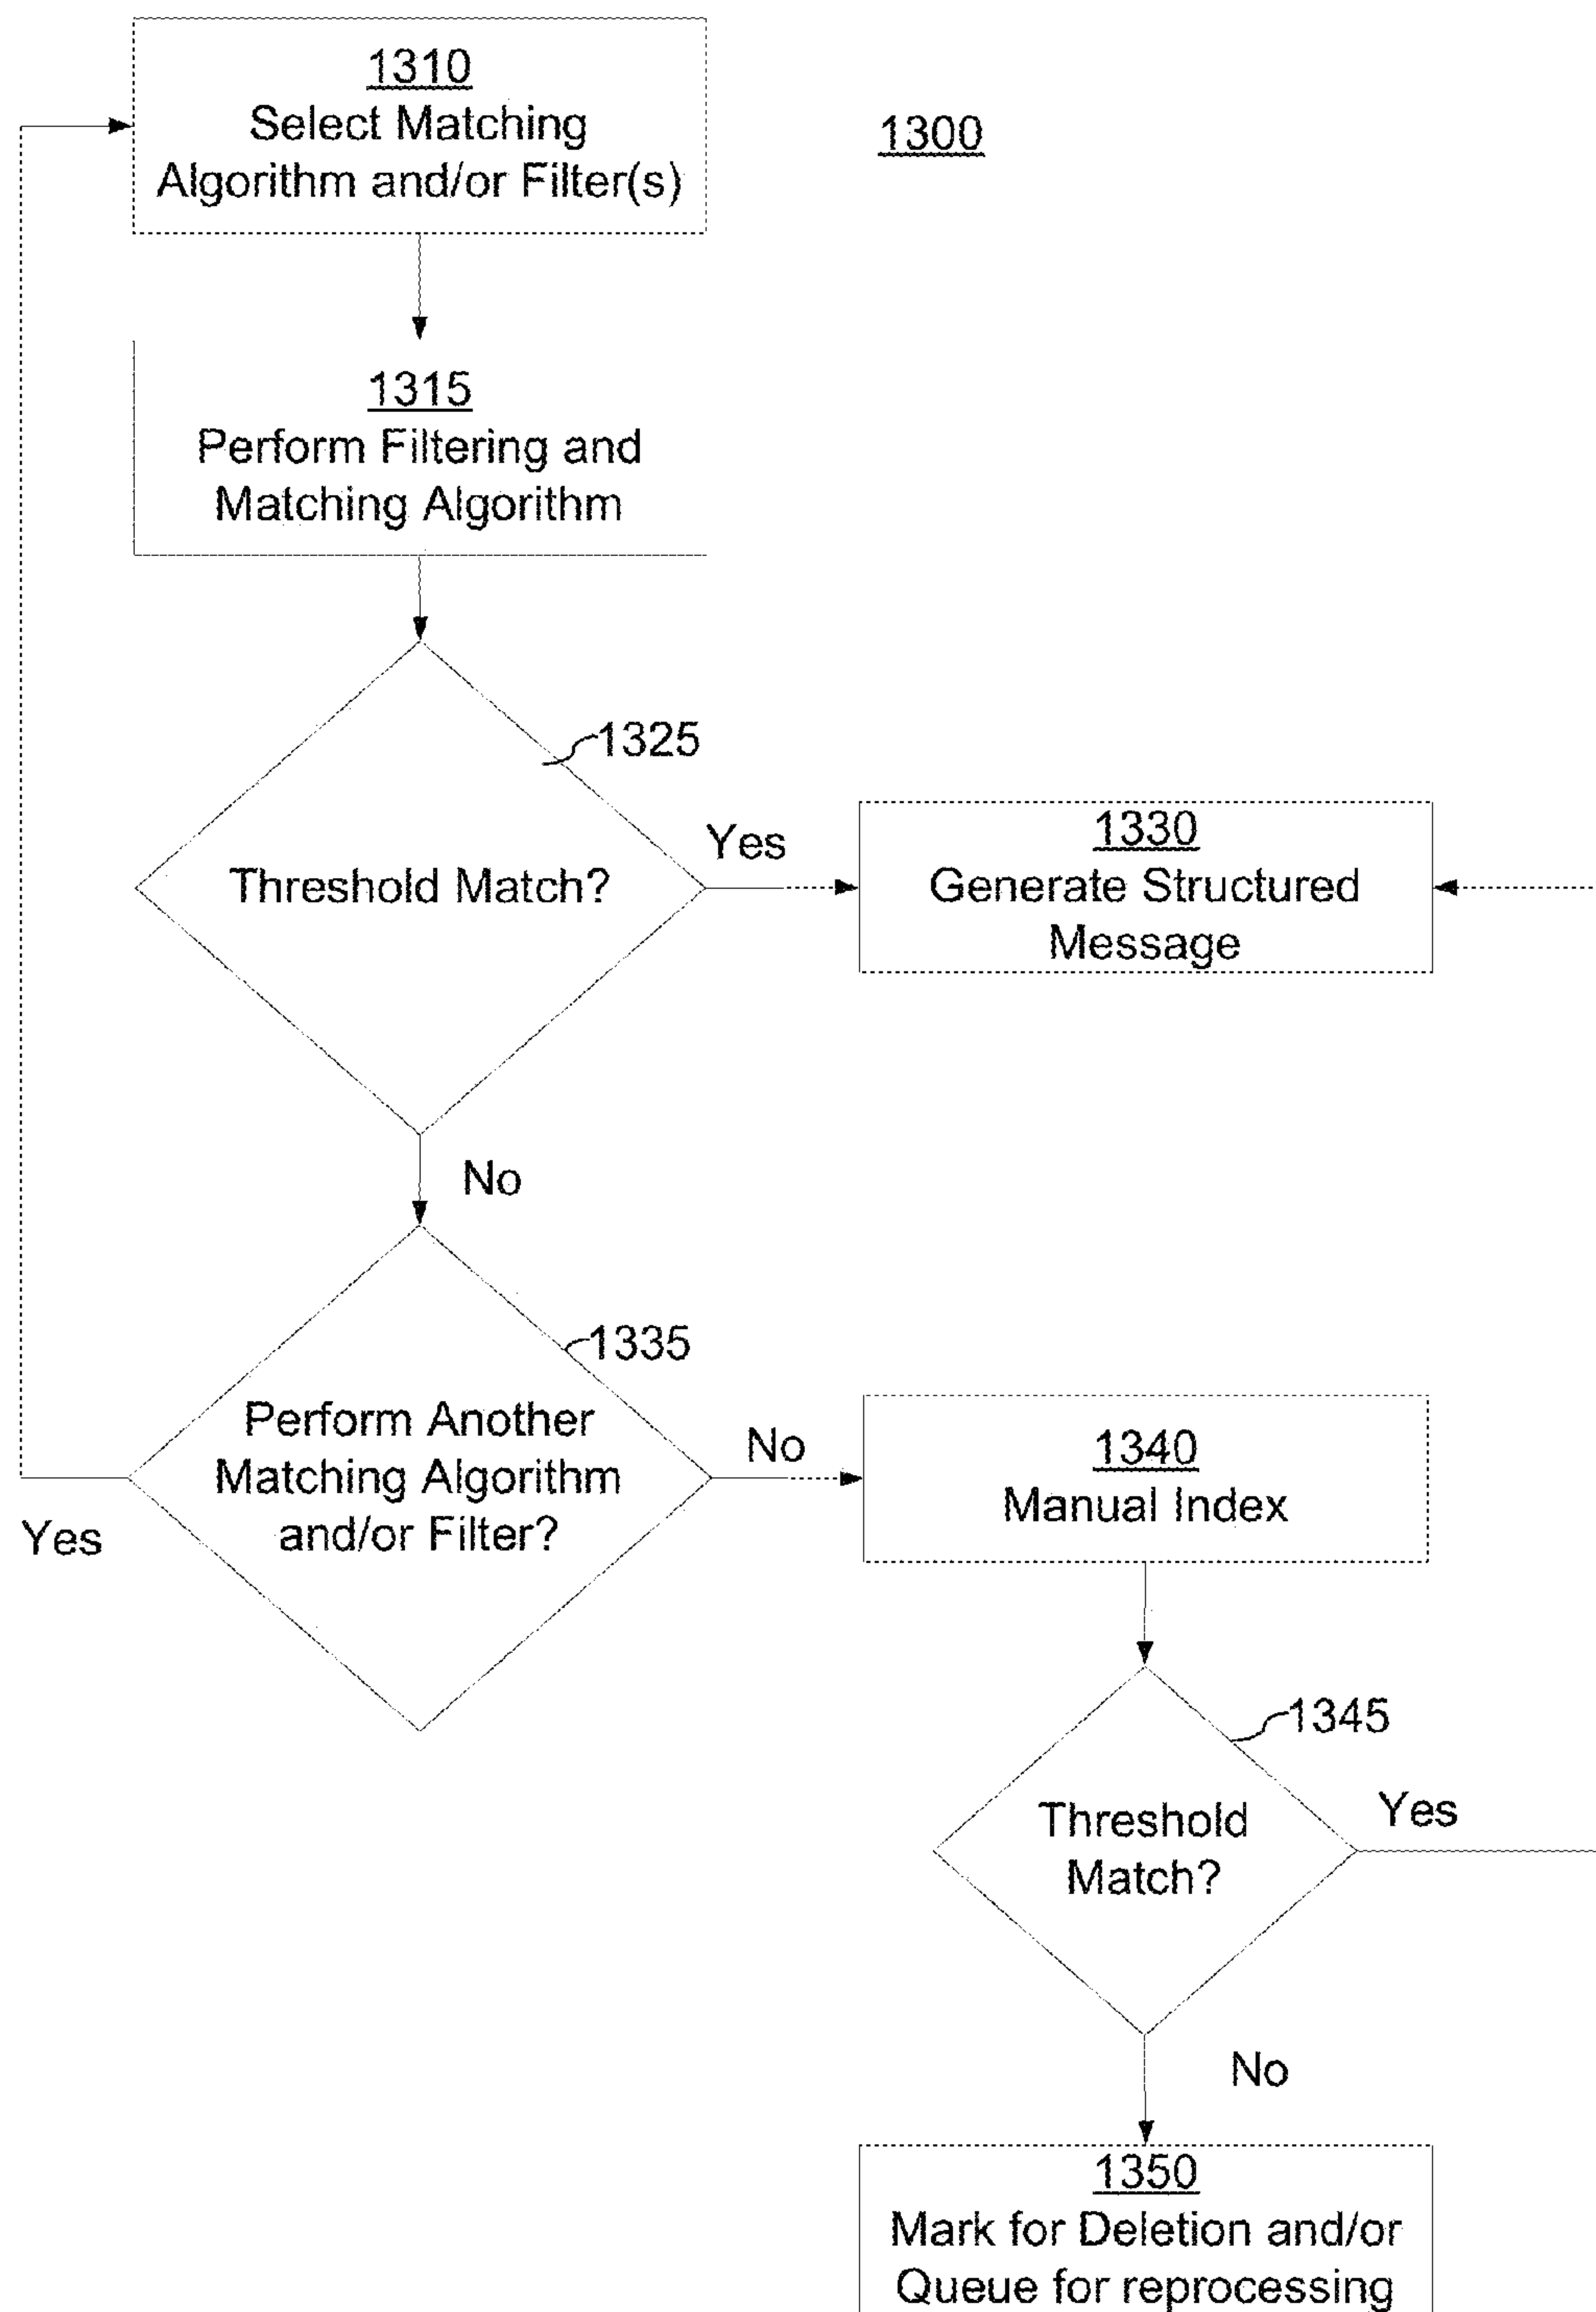 1310
Select Matching
Algorithm and/or Filter(s)
1300
1315
Perform Filtering and
Matching Algorithm
1325
Threshold Match?
Yes
1330
Generate Structured
Message
No
1335
Perform Another
Matching Algorithm
and/or Filter?
Yes
No
1340
Manual Index
1345
Threshold
Match?
Yes
No
1350
Mark for Deletion and/or
Queue for reprocessing